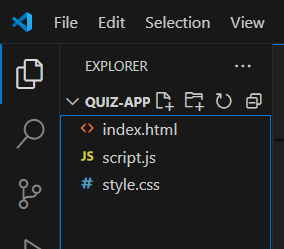 File Edit Selection View
EXPLORER ...
QUIZ-APP
<> index.html
JS script.js
# style.css